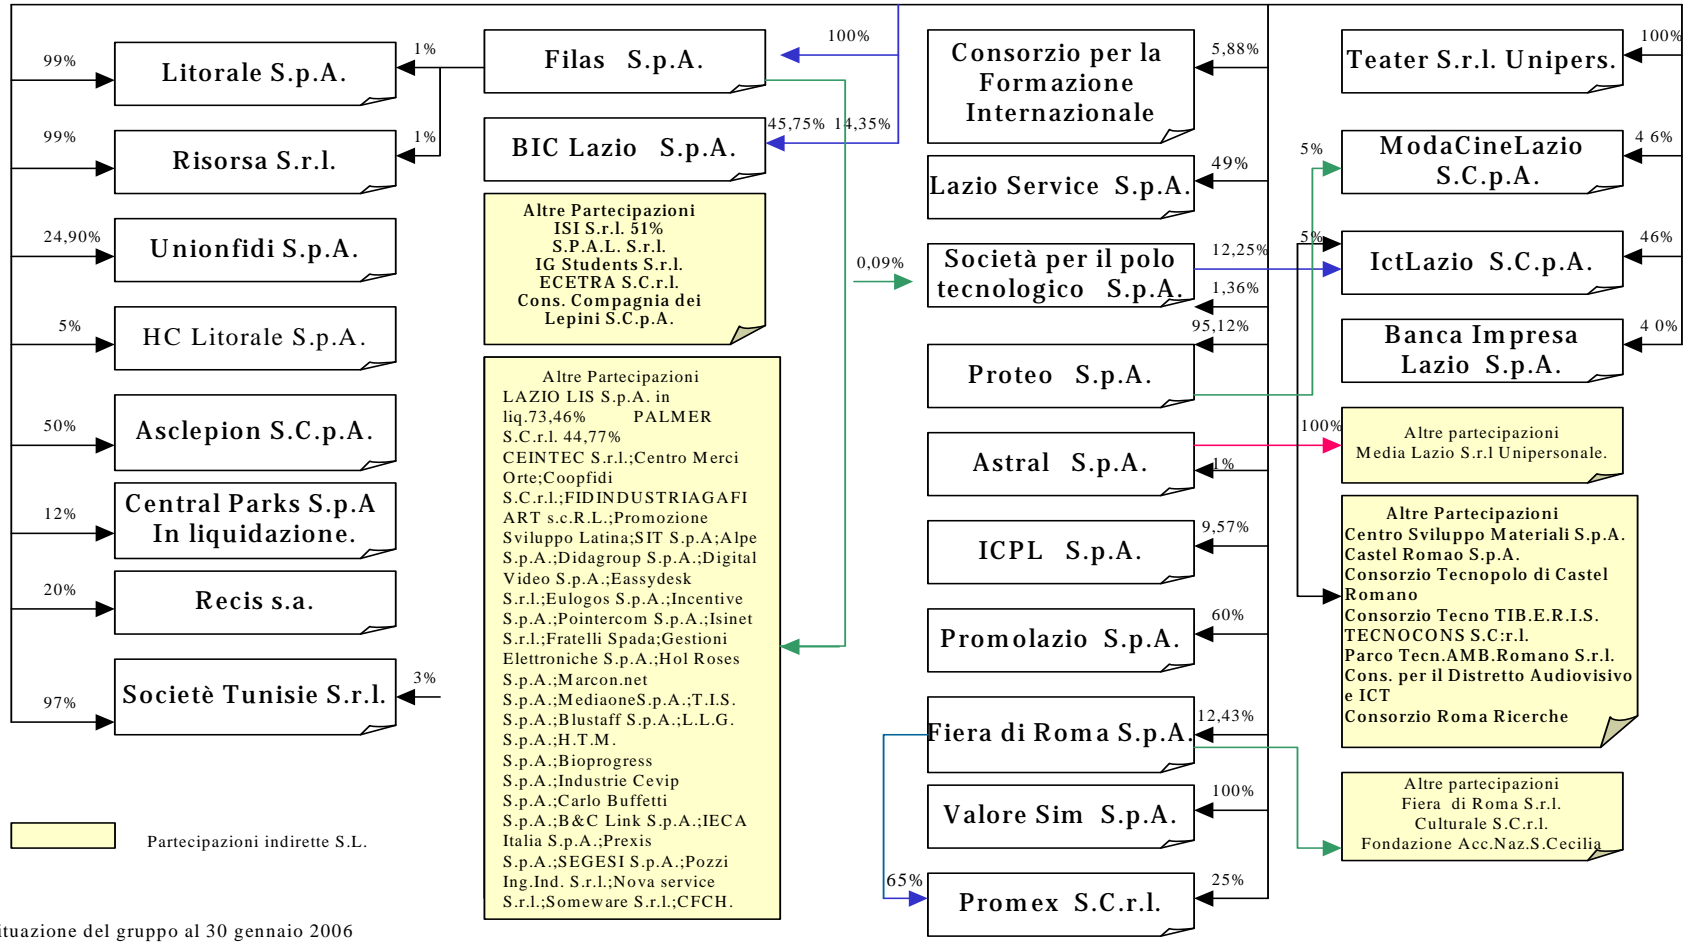 99%
Litorale S.p.A.
1%
99%
Risorsa S.r.l.
1%
24,90%
Unionfidi S.p.A.
5%
HC Litorale S.p.A.
50%
Asclepion S.C.p.A.
12%
Central Parks S.p.A
In liquidazione.
20%
Recis s.a.
97%
Societè Tunisie S.r.l.
3%
Partecipazioni indirette S.L.
ituazione del gruppo al 30 gennaio 2006
Filas S.p.A.
100%
BIC Lazio S.p.A.
45,75% 14,35%
Altre Partecipazioni
ISI S.r.l. 51%
S.P.A.L. S.r.l.
IG Students S.r.l.
ECETRA S.C.r.l.
Cons. Compagnia dei
Lepini S.C.p.A.
0,09%
Altre Partecipazioni
LAZIO LIS S.p.A. in
liq.73,46% PALMER
S.C.r.l. 44,77%
CEINTEC S.r.l.;Centro Merci
Orte;Coopfidi
S.C.r.l.;FIDINDUSTRIAGAFI
ART s.c.R.L.;Promozione
Sviluppo Latina;SIT S.p.A;Alpe
S.p.A.;Didagroup S.p.A.;Digital
Video S.p.A.;Eassydesk
S.r.l.;Eulogos S.p.A.;Incentive
S.p.A.;Pointercom S.p.A.;Isinet
S.r.l.;Fratelli Spada;Gestioni
Elettroniche S.p.A.;Hol Roses
S.p.A.;Marcon.net
S.p.A.;MediaoneS.p.A.;T.I.S.
S.p.A.;Blustaff S.p.A.;L.L.G.
S.p.A.;H.T.M.
S.p.A.;Bioprogress
S.p.A.;Industrie Cevip
S.p.A.;Carlo Buffetti
S.p.A.;B&C Link S.p.A.;IECA
Italia S.p.A.;Prexis
S.p.A.;SEGESI S.p.A.;Pozzi
Ing.Ind. S.r.l.;Nova service
S.r.l.;Someware S.r.l.;CFCH.
Consorzio per la
Formazione
Internazionale
5,88%
Lazio Service S.p.A.
49%
Società per il polo
tecnologico S.p.A.
12,25%
5%
1,36%
Proteo S.p.A.
95,12%
Astral S.p.A.
100%
1%
ICPL S.p.A.
9,57%
Promolazio S.p.A.
60%
Fiera di Roma S.p.A.
12,43%
Valore Sim S.p.A.
100%
65%
Promex S.C.r.l.
25%
Teater S.r.l. Unipers.
100%
5%
ModaCineLazio
S.C.p.A.
4 6%
IctLazio S.C.p.A.
46%
Banca Impresa
Lazio S.p.A.
4 0%
Altre partecipazioni
Media Lazio S.r.l Unipersonale.
Altre Partecipazioni
Centro Sviluppo Materiali S.p.A.
Castel Romao S.p.A.
Consorzio Tecnopolo di Castel
Romano
Consorzio Tecno TIB.E.R.I.S.
TECNOCONS S.C:r.l.
Parco Tecn.AMB.Romano S.r.l.
Cons. per il Distretto Audiovisivo
e ICT
Consorzio Roma Ricerche
Altre partecipazioni
Fiera di Roma S.r.l.
Culturale S.C.r.l.
Fondazione Acc.Naz.S.Cecilia